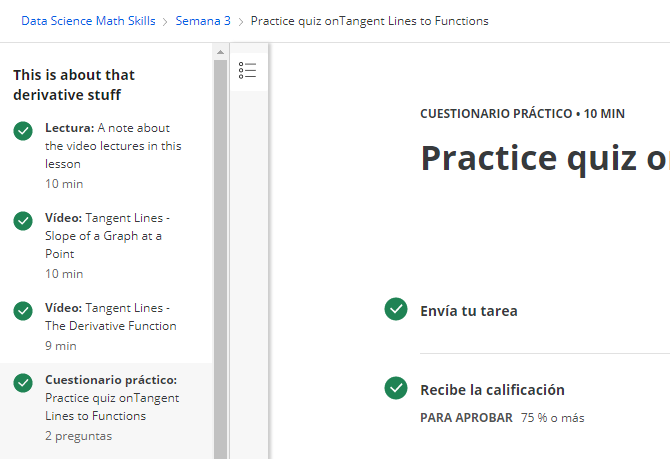 Data Science Math Skills > Semana 3 > Practice quiz onTangent Lines to Functions
This is about that
derivative stuff
Lectura: A note about
the video lectures in this
lesson
10 min
Vídeo: Tangent Lines -
Slope of a Graph at a
Point
10 min
Vídeo: Tangent Lines -
The Derivative Function
9 min
Cuestionario práctico:
Practice quiz onTangent
Lines to Functions
2 preguntas
CUESTIONARIO PRÁCTICO • 10 MIN
Practice quiz
Envía tu tarea
Recibe la calificación
PARA APROBAR 75 % o más